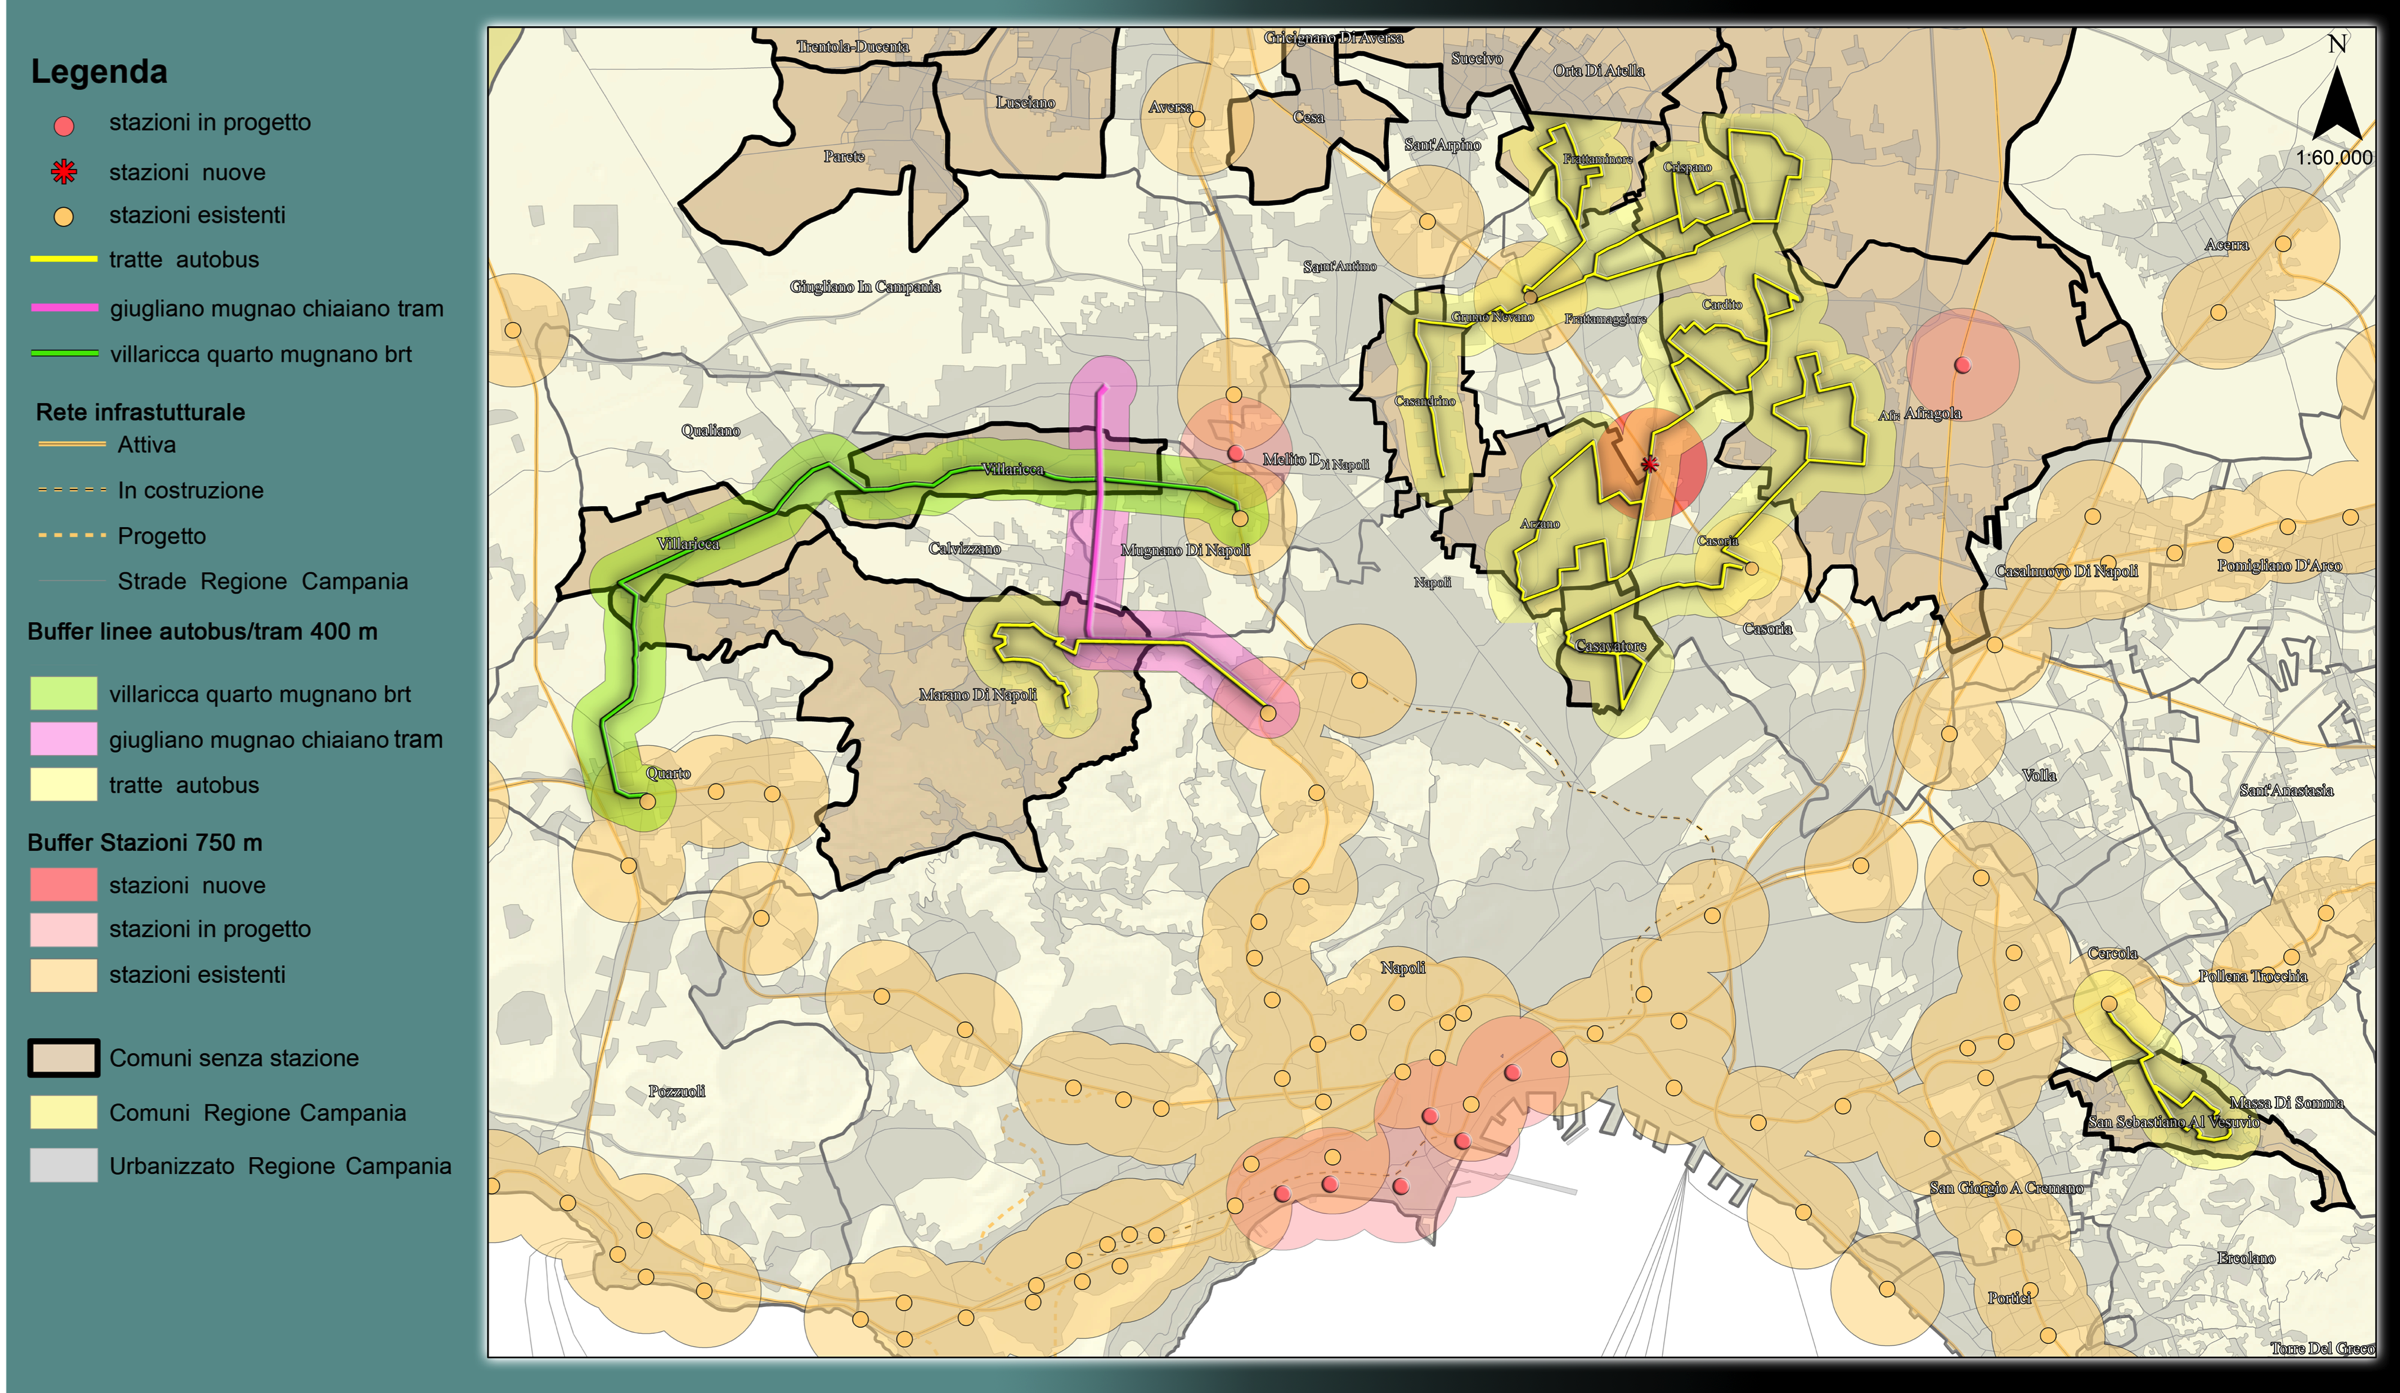 Legenda
stazioni in progetto
stazioni nuove
stazioni esistenti
tratte autobus
giugliano mugnao chiaiano tram
villaricca quarto mugnano brt
Rete infrastutturale
Attiva
In costruzione
Progetto
Strade Regione Campania
Buffer linee autobus/tram 400 m
villaricca quarto mugnano brt
giugliano mugnao chiaiano tram
tratte autobus
Buffer Stazioni 750 m
stazioni nuove
stazioni in progetto
stazioni esistenti
Comuni senza stazione
Comuni Regione Campania
Urbanizzato Regione Campania
N
1:60.000
Trentola-Ducenta
Gricignano Di Aversa
Succivo
Orta Di Atella
Lusciano
Aversa
Cesa
Parete
Sant'Arpino
Frattaminore
Crispano
Acerra
Sant'Antimo
Giugliano In Campania
Cardito
Grumo Nevano
Frattamaggiore
Casandrino
Afragola
Qualiano
Melito D
Di Napoli
Villaricca
Arzano
Villaricca
Calvizzano
Mugnano Di Napoli
Casoria
Napoli
Casalnuovo Di Napoli
Pomigliano D'Arco
Casoria
Casavatore
Marano Di Napoli
Quarto
Volla
Sant'Anastasia
Cercola
Napoli
Pollena Trocchia
Pozzuoli
Massa Di Somma
San Sebastiano Al Vesuvio
San Giorgio A Cremano
Ercolano
Portici
Torre Del Greco